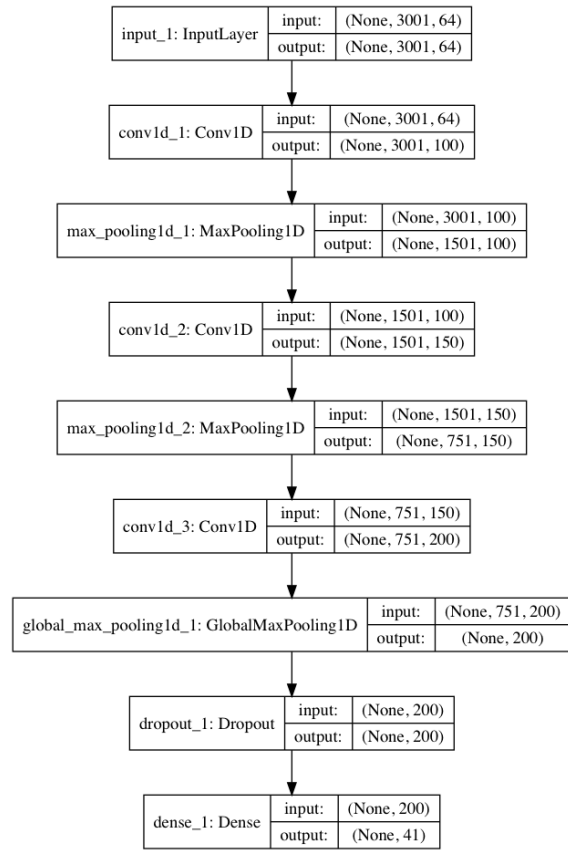 input_1: InputLayer
input: (None, 3001, 64)
output: (None, 3001, 64)
conv1d_1: Conv1D
input: (None, 3001, 64)
output: (None, 3001, 100)
max_pooling1d_1: MaxPooling1D
input: (None, 3001, 100)
output: (None, 1501, 100)
conv1d_2: Conv1D
input: (None, 1501, 100)
output: (None, 1501, 150)
max_pooling1d_2: MaxPooling1D
input: (None, 1501, 150)
output: (None, 751, 150)
conv1d_3: Conv1D
input: (None, 751, 150)
output: (None, 751, 200)
global_max_pooling1d_1: GlobalMaxPooling1D
input: (None, 751, 200)
output: (None, 200)
dropout_1: Dropout
input: (None, 200)
output: (None, 200)
dense_1: Dense
input: (None, 200)
output: (None, 41)